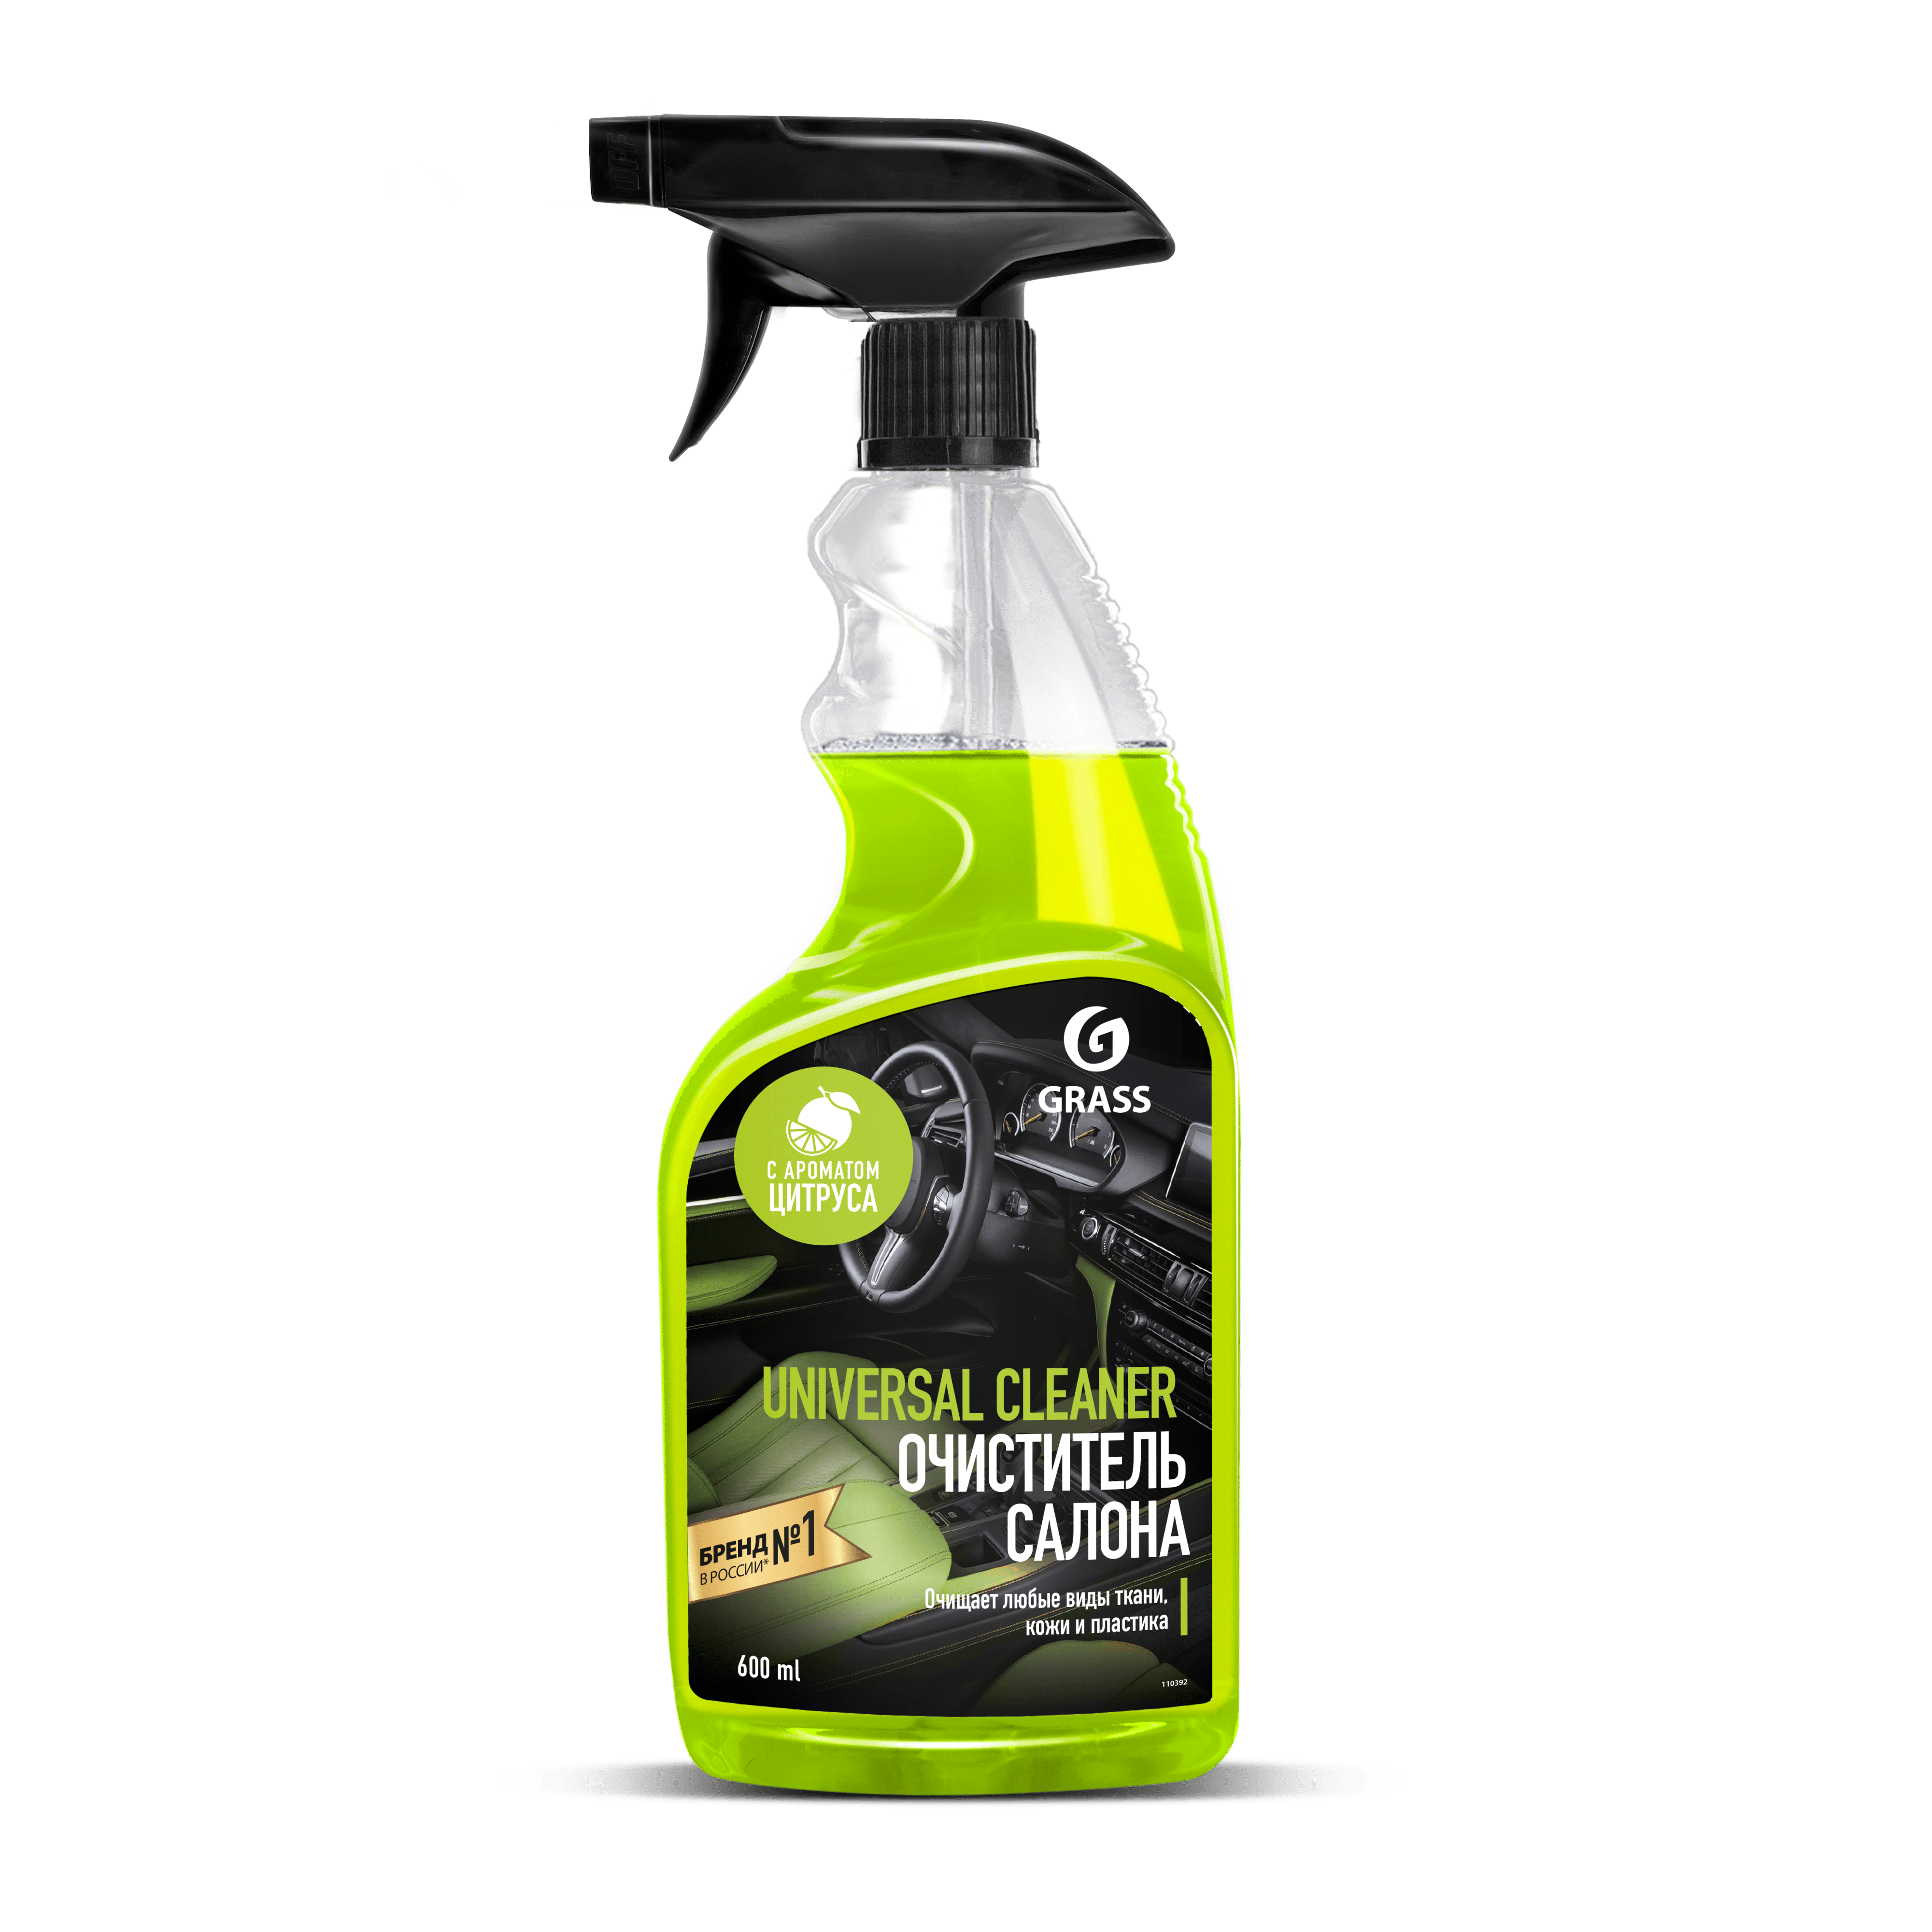 OFF
GRASS
С АРОМАТОМ
ЦИТРУСА
UNIVERSAL CLEANER
ОЧИСТИТЕЛЬ
САЛОНА
БРЕНД №1
В РОССИИ*
Очищает любые виды ткани,
кожи и пластика
600 ml
110392